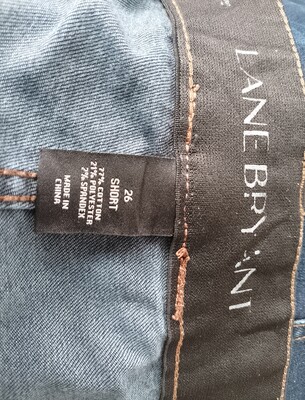 LANE BRYANT
26
SHORT
77% COTTON
21% POLYESTER
2% SPANDEX
MADE IN
CHINA